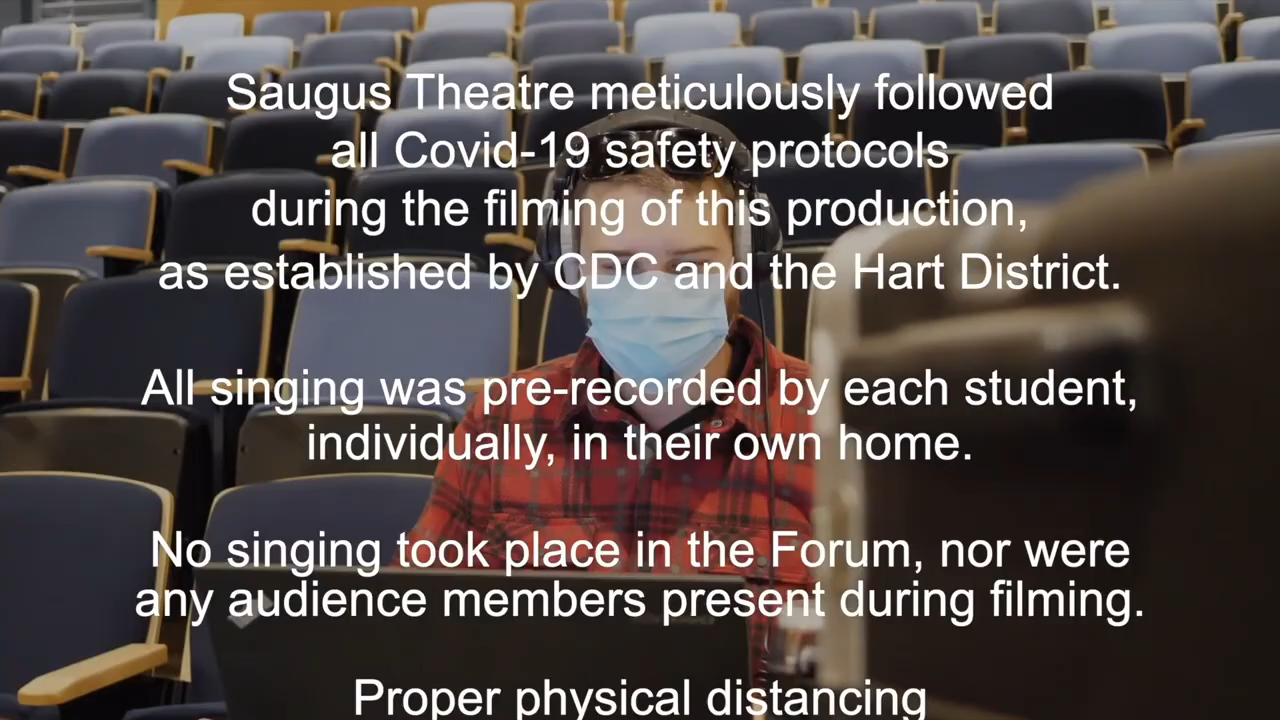 Saugus Theatre meticulously followed
all Covid-19 safety protocols
during the filming of this production,
as established by CDC and the Hart District.
All singing was pre-recorded by each student,
individually, in their own home.
No singing took place in the Forum, nor were
any audience members present during filming.
Proper physical distancing